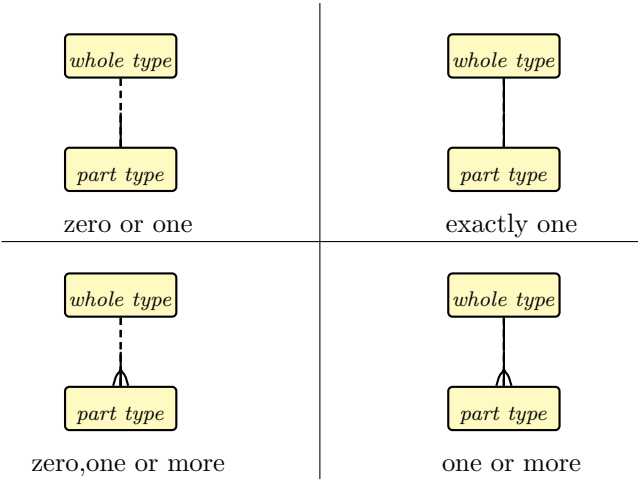 whole type
part type
zero or one
whole type
part type
exactly one
whole type
part type
zero,one or more
whole type
part type
one or more